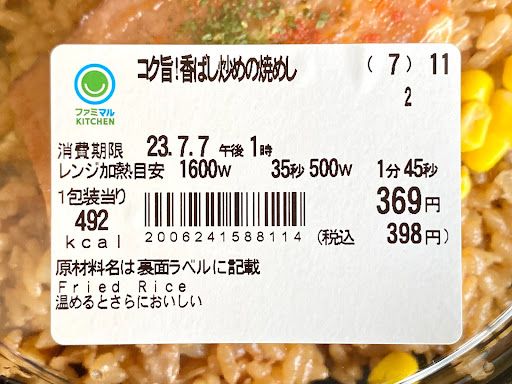 コク旨!香ばし炒めの焼めし
(7) 11
2
ファミマル
KITCHEN
消費期限 23.7.7 午後1時
レンジ加熱目安 1600W 35秒 500W 1分45秒
1包装当り
492
kcal
2006241588114
369円
(税込 398円)
原材料名は裏面ラベルに記載
Fried Rice
温めるとさらにおいしい